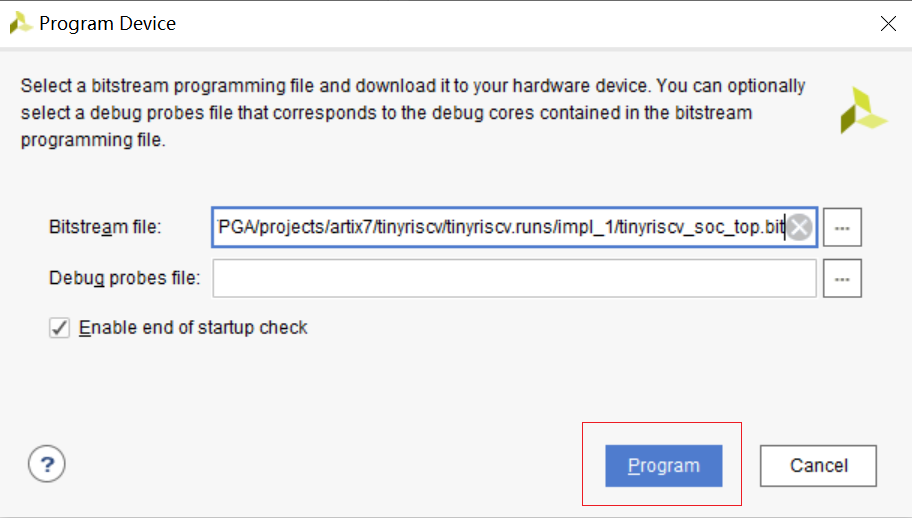 Program Device
Select a bitstream programming file and download it to your hardware device. You can optionally
select a debug probes file that corresponds to the debug cores contained in the bitstream
programming file.
Bitstream file: PGA/projects/artix7/tinyriscv/tinyriscv.runs/impl_1/tinyriscv_soc_top.bit ...
Debug probes file: ...
Enable end of startup check
? Program Cancel